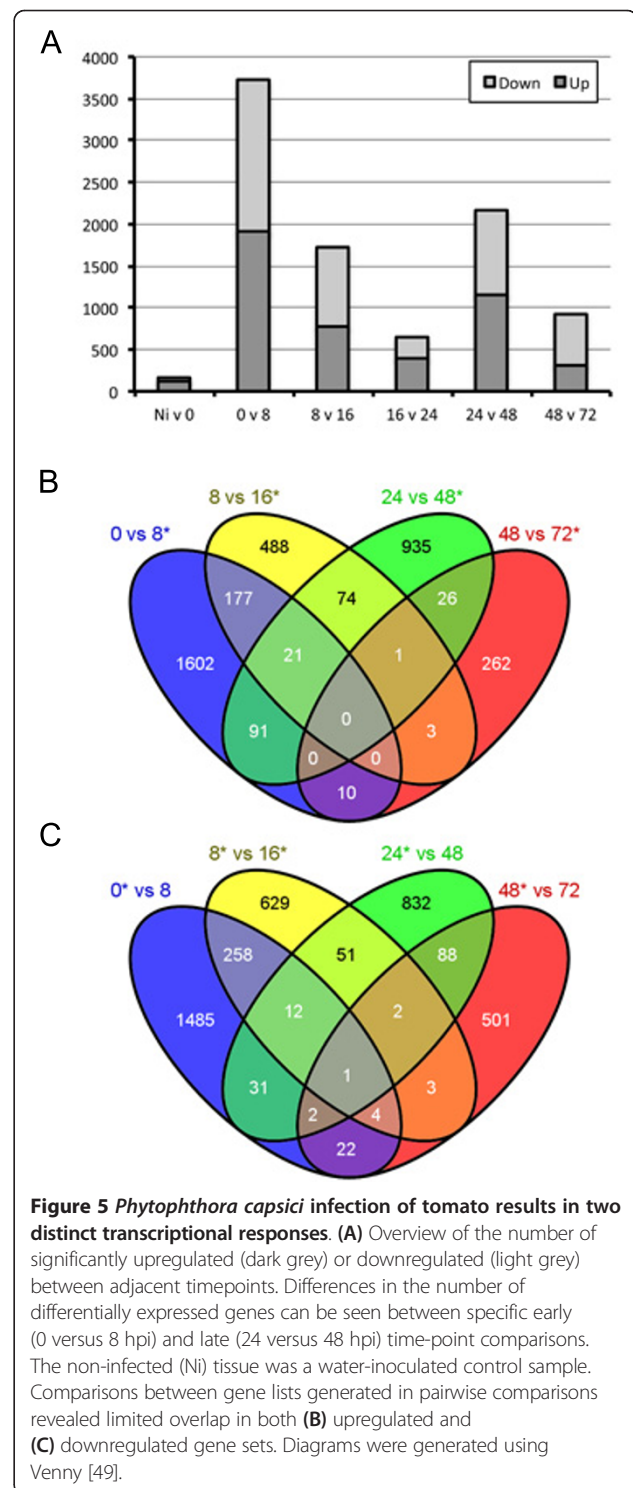 A
4000
3500
3000
2500
2000
1500
1000
500
0
Down Up
Ni v 0 0 v 8 8 v 16 16 v 24 24 v 48 48 v 72
B
8 vs 16* 24 vs 48*
0 vs 8* 48 vs 72*
488 935
177 74 26
1602 21 1 262
91 0 3
0 0
10
C
8* vs 16* 24* vs 48
0* vs 8 48* vs 72
629 832
258 51 88
1485 12 2 501
31 1 3
2 4
22
Figure 5 Phytophthora capsici infection of tomato results in two
distinct transcriptional responses. (A) Overview of the number of
significantly upregulated (dark grey) or downregulated (light grey)
between adjacent timepoints. Differences in the number of
differentially expressed genes can be seen between specific early
(0 versus 8 hpi) and late (24 versus 48 hpi) time-point comparisons.
The non-infected (Ni) tissue was a water-inoculated control sample.
Comparisons between gene lists generated in pairwise comparisons
revealed limited overlap in both (B) upregulated and
(C) downregulated gene sets. Diagrams were generated using
Venny [49].